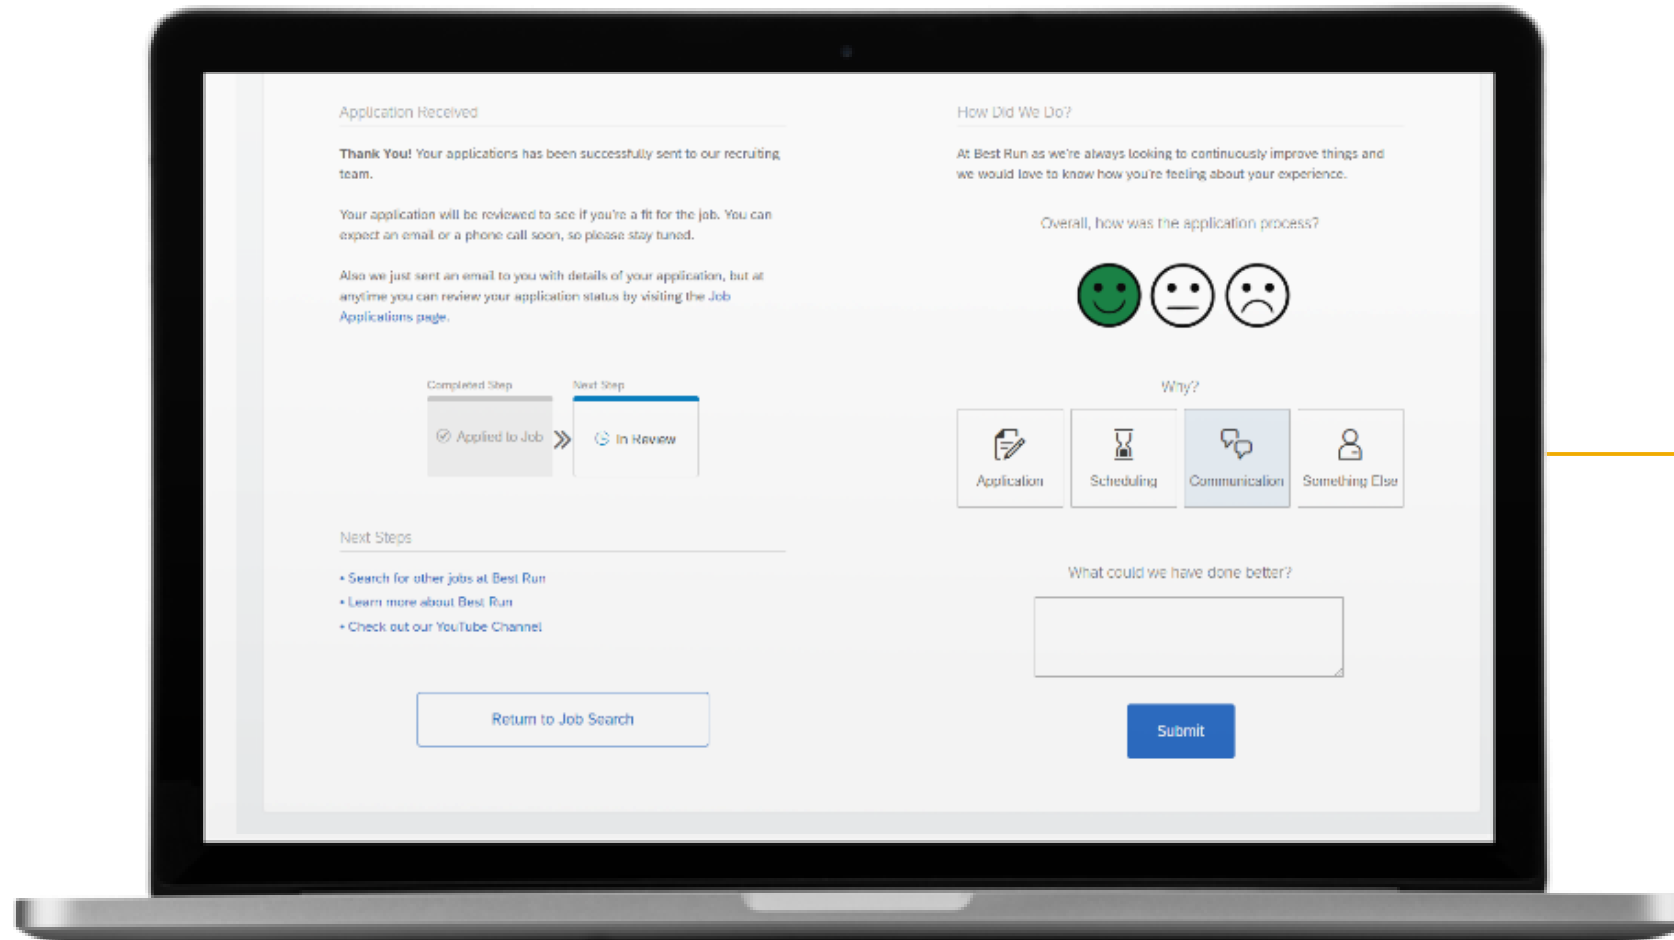 Application Received
Thank You! Your applications has been successfully sent to our recruiting
team.
Your application will be reviewed to see if you're a fit for the job. You can
expect an email or a phone call soon, so please stay tuned.
Also we just sent an email to you with details of your application, but at
anytime you can review your application status by visiting the Job
Applications page.
Completed Step
Next Step
Applied to Job
In Review
Next Steps
• Search for other jobs at Best Run
• Learn more about Best Run
• Check out our YouTube Channel
Return to Job Search
How Did We Do?
At Best Run as we're always looking to continuously improve things and
we would love to know how you're feeling about your experience.
Overall, how was the application process?
Why?
Application
Scheduling
Communication
Something Else
What could we have done better?
Submit